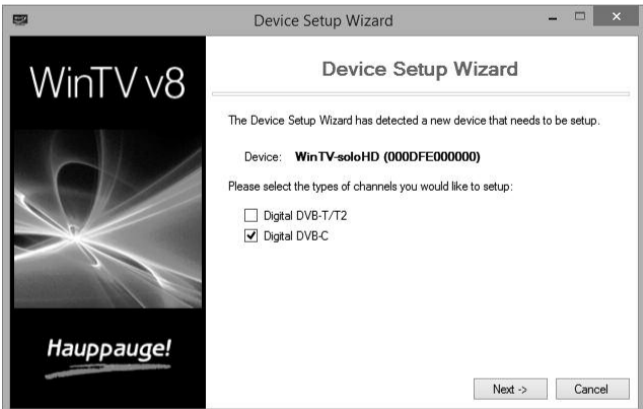 Device Setup Wizard
WinTV v8
Device Setup Wizard
The Device Setup Wizard has detected a new device that needs to be setup.
Device: WinTV-soloHD (000DFE000000)
Please select the types of channels you would like to setup:
Digital DVB-T/T2
Digital DVB-C
Hauppauge!
Next -> Cancel